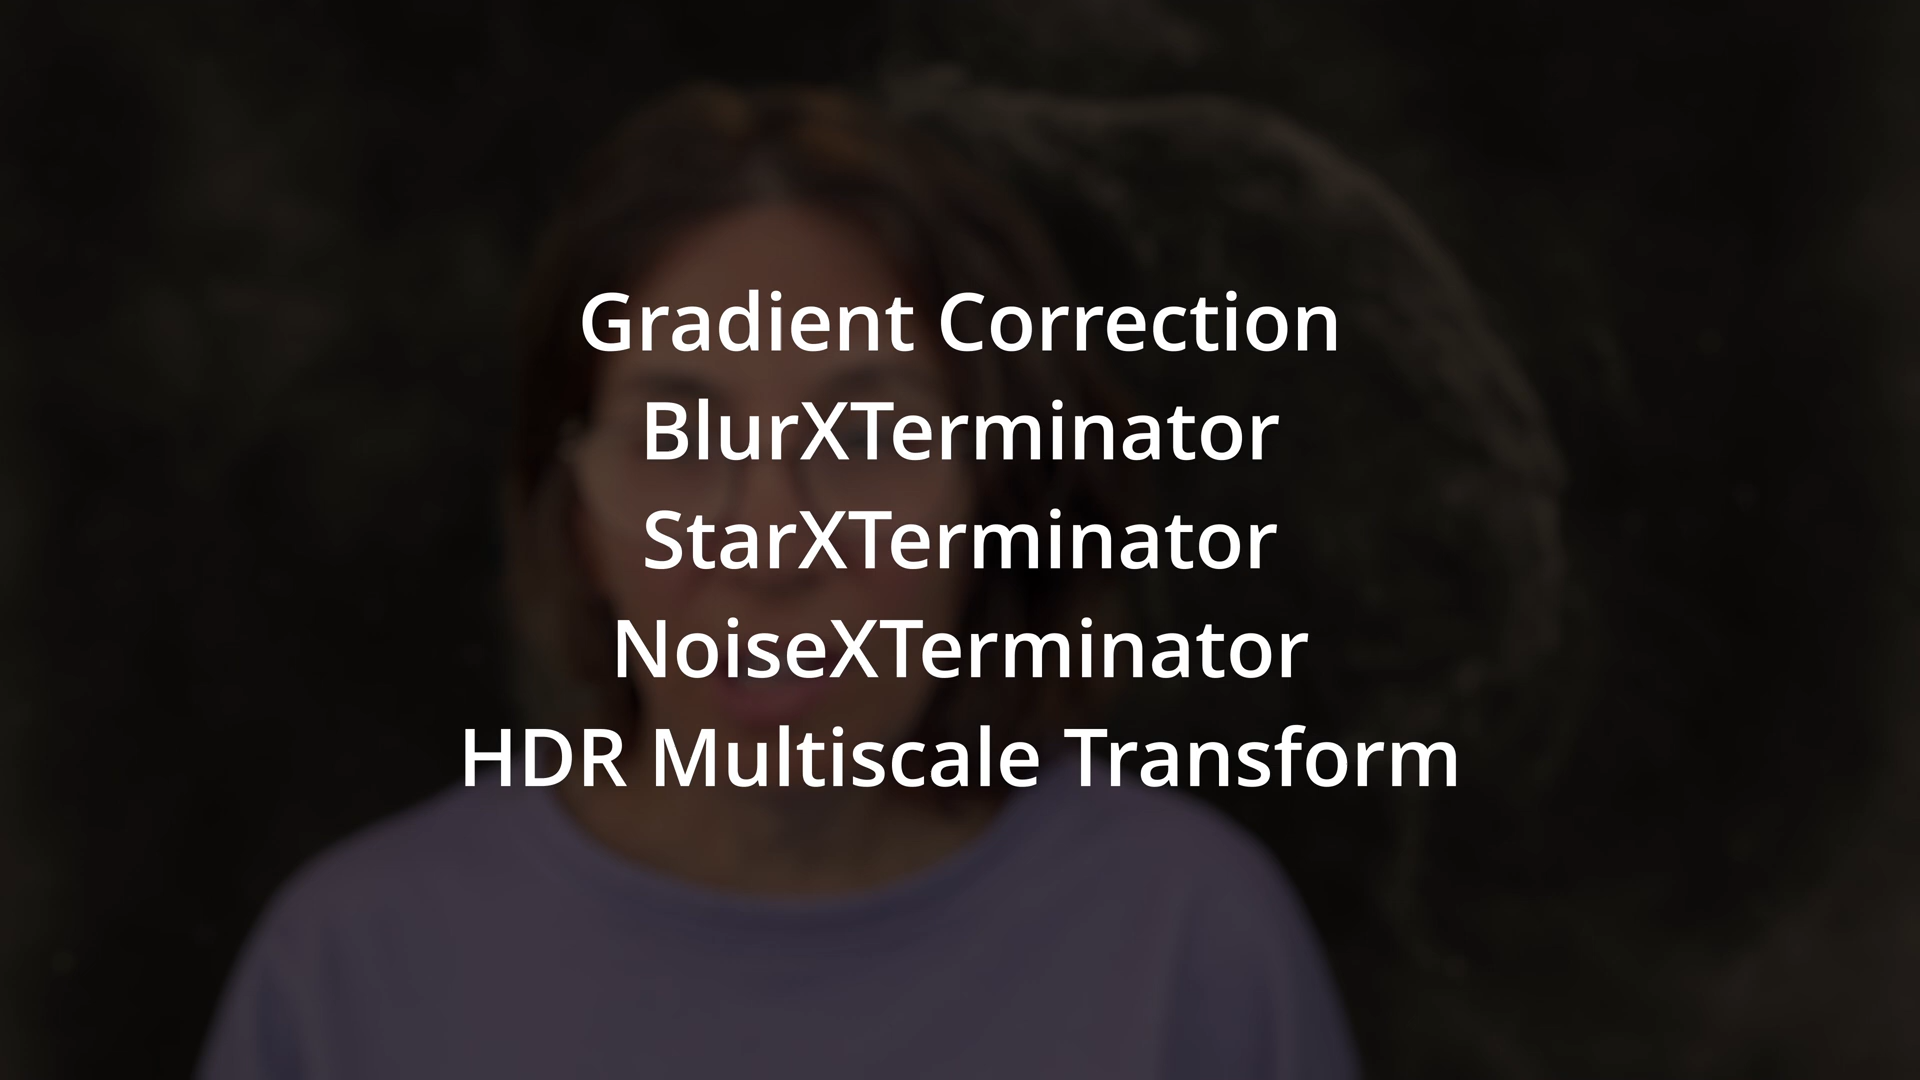 Gradient Correction
BlurXTerminator
StarXTerminator
NoiseXTerminator
HDR Multiscale Transform